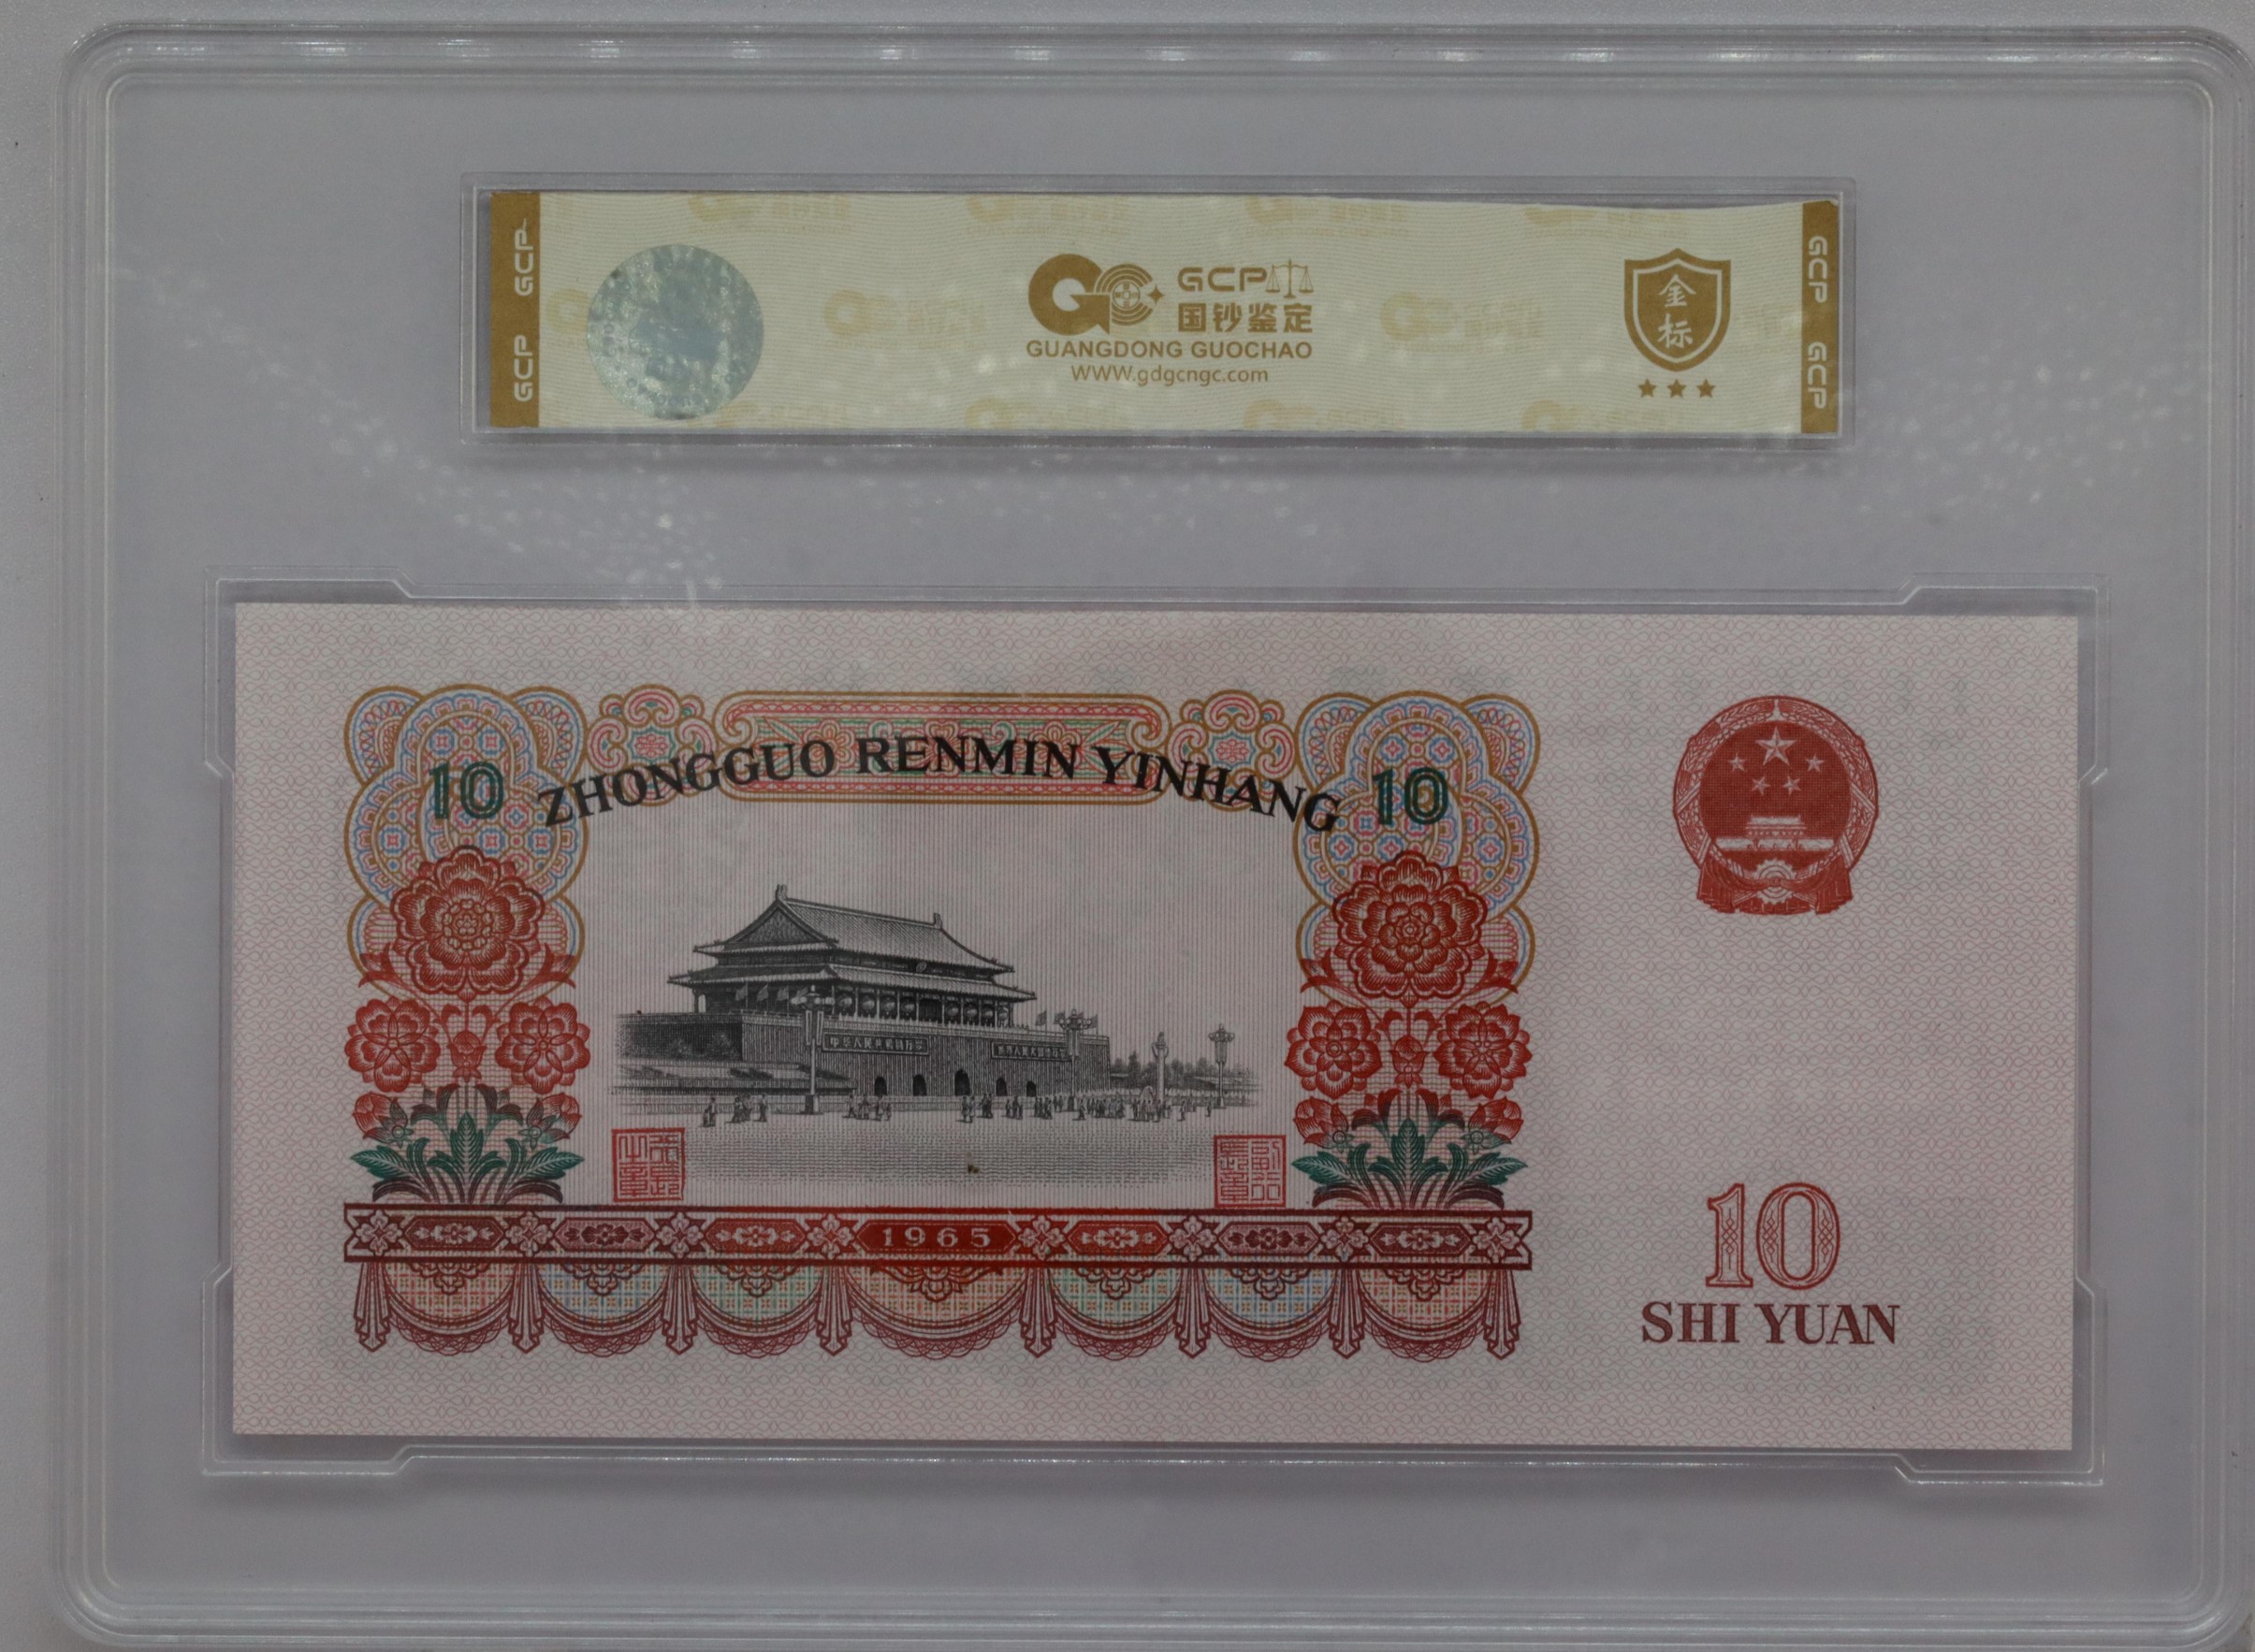 GCP GCP
GCP
国钞鉴定
GUANGDONG GUOCHAO
WWW.gdgcngc.com
金
标
GCP GCP
ZHONGGUO RENMIN YINHANG
10
10
1965
10
SHI YUAN